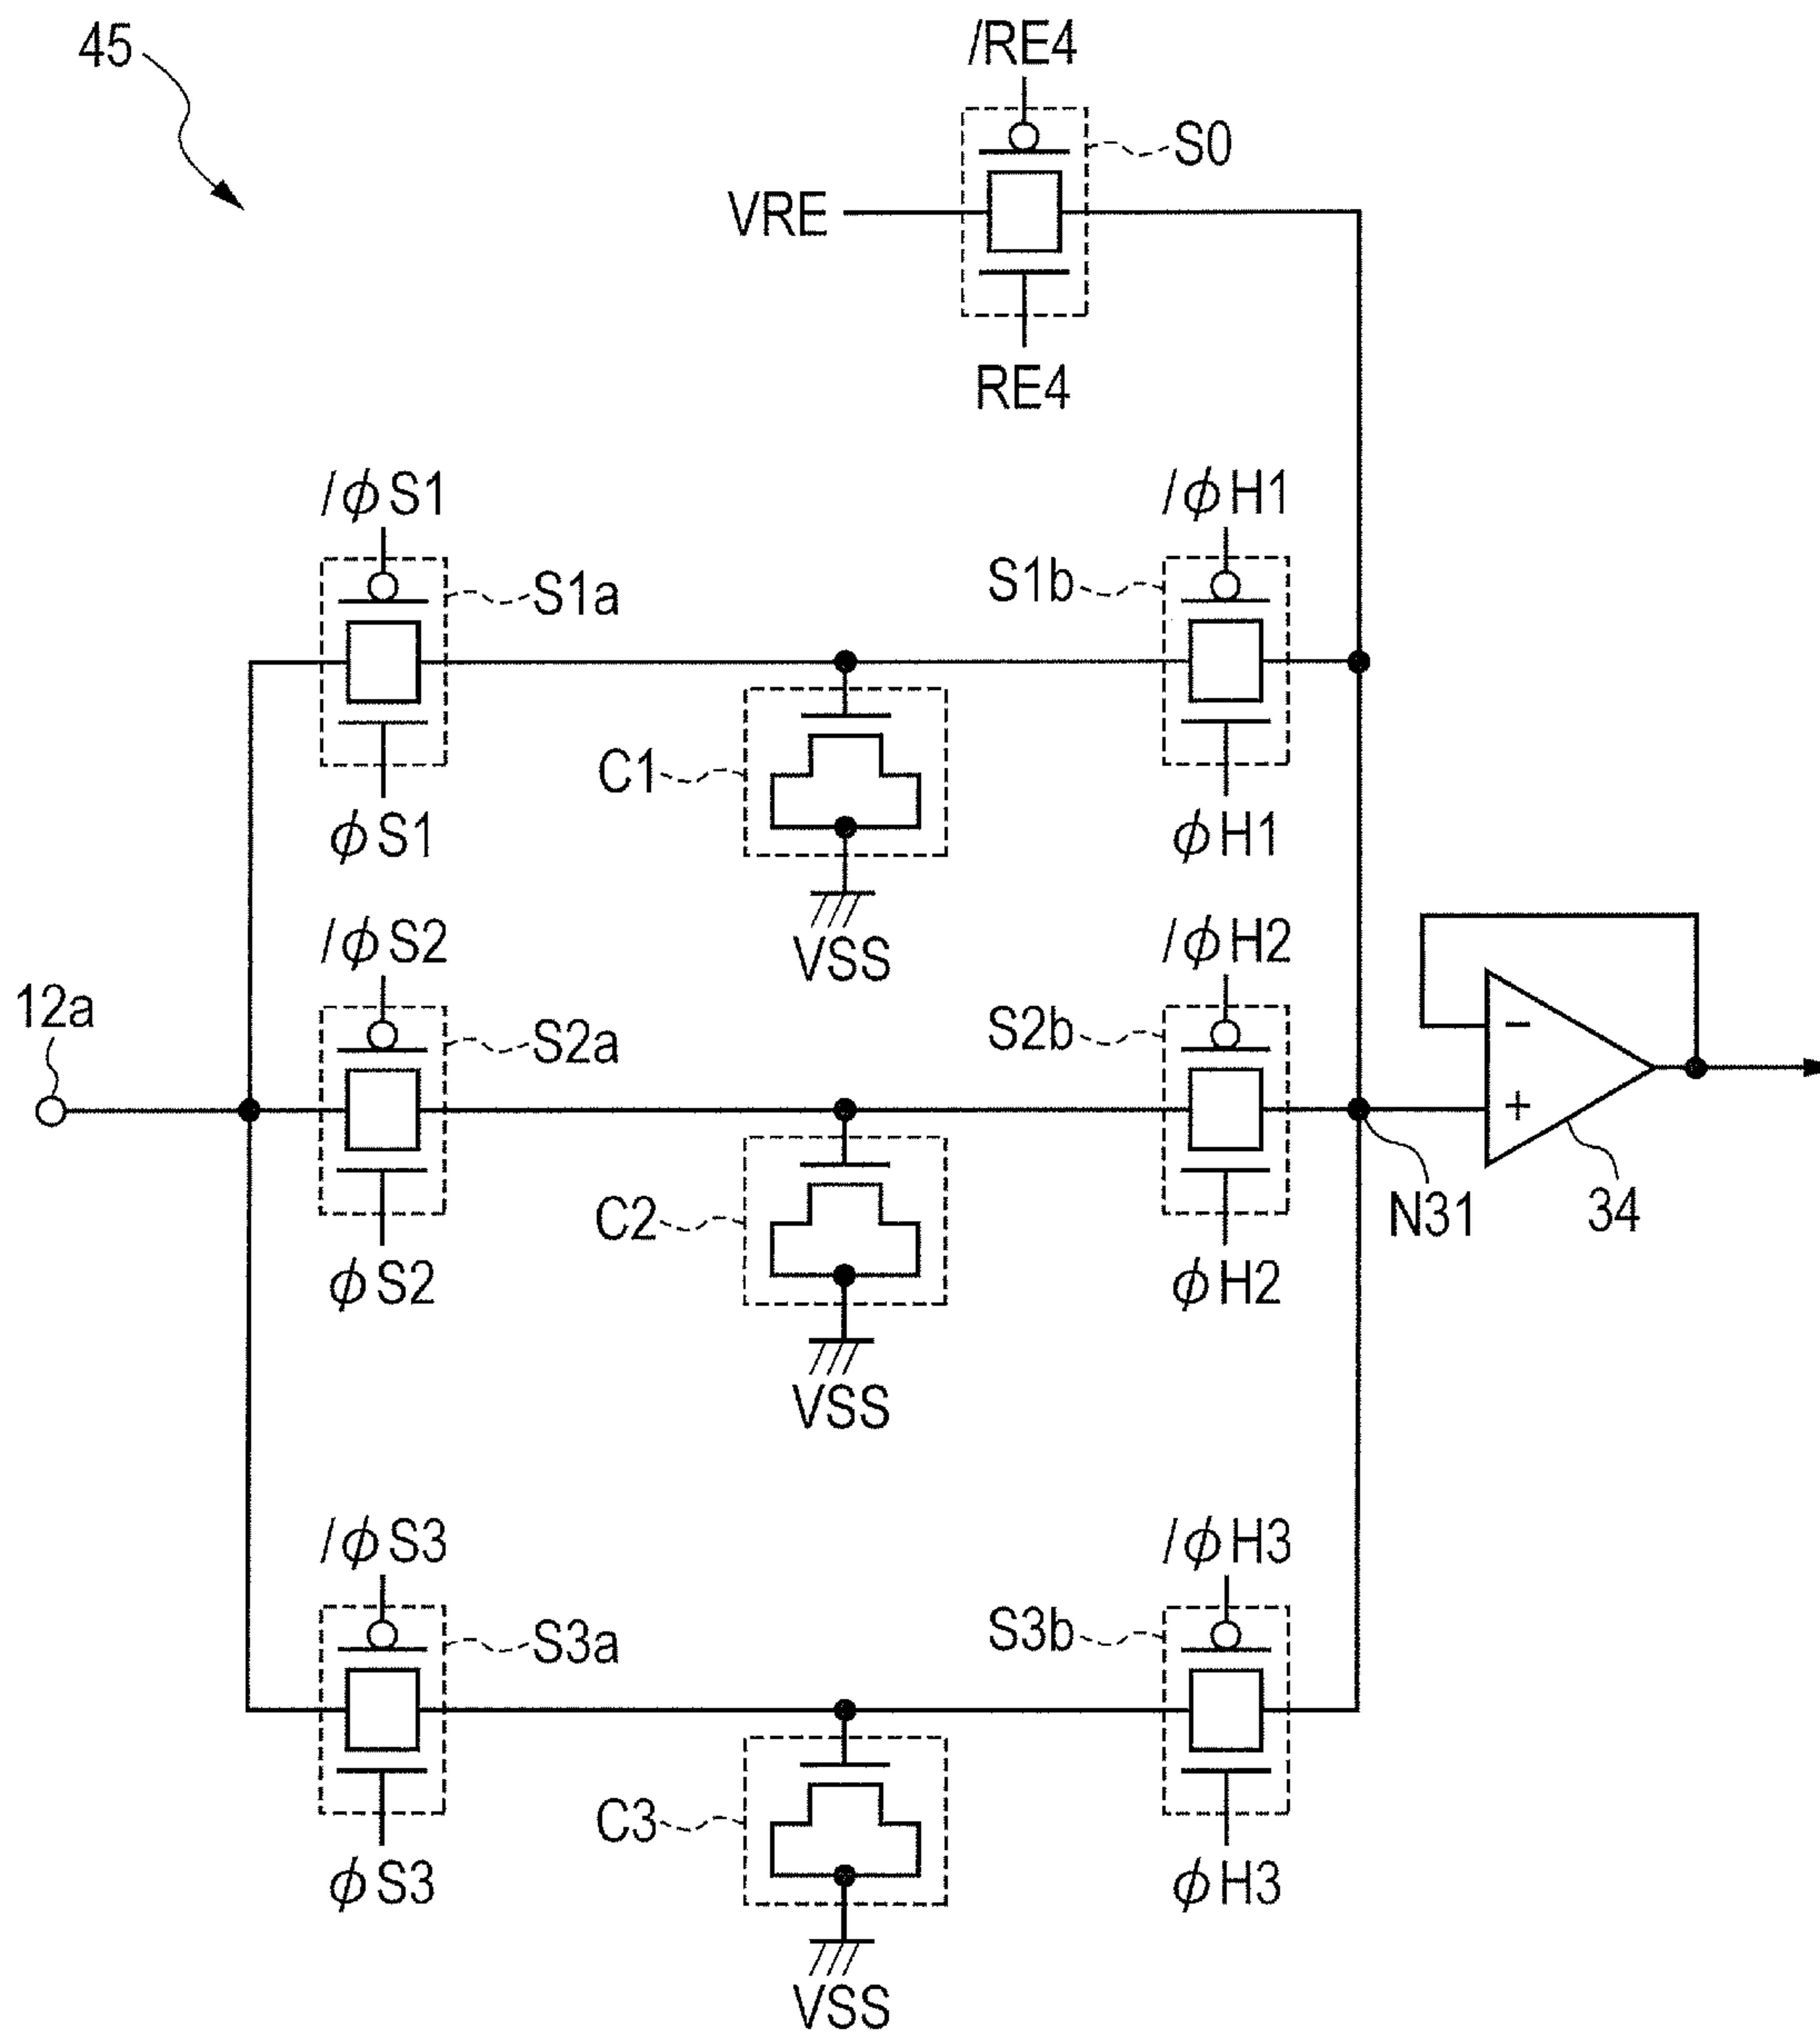 45
/RE4
S0
VRE
RE4
/φS1
/φH1
S1a
S1b
C1
φS1
φH1
VSS
/φS2
/φH2
12a
S2a
S2b
−
+
C2
N31
34
φS2
φH2
VSS
/φS3
/φH3
S3a
S3b
C3
φS3
φH3
VSS